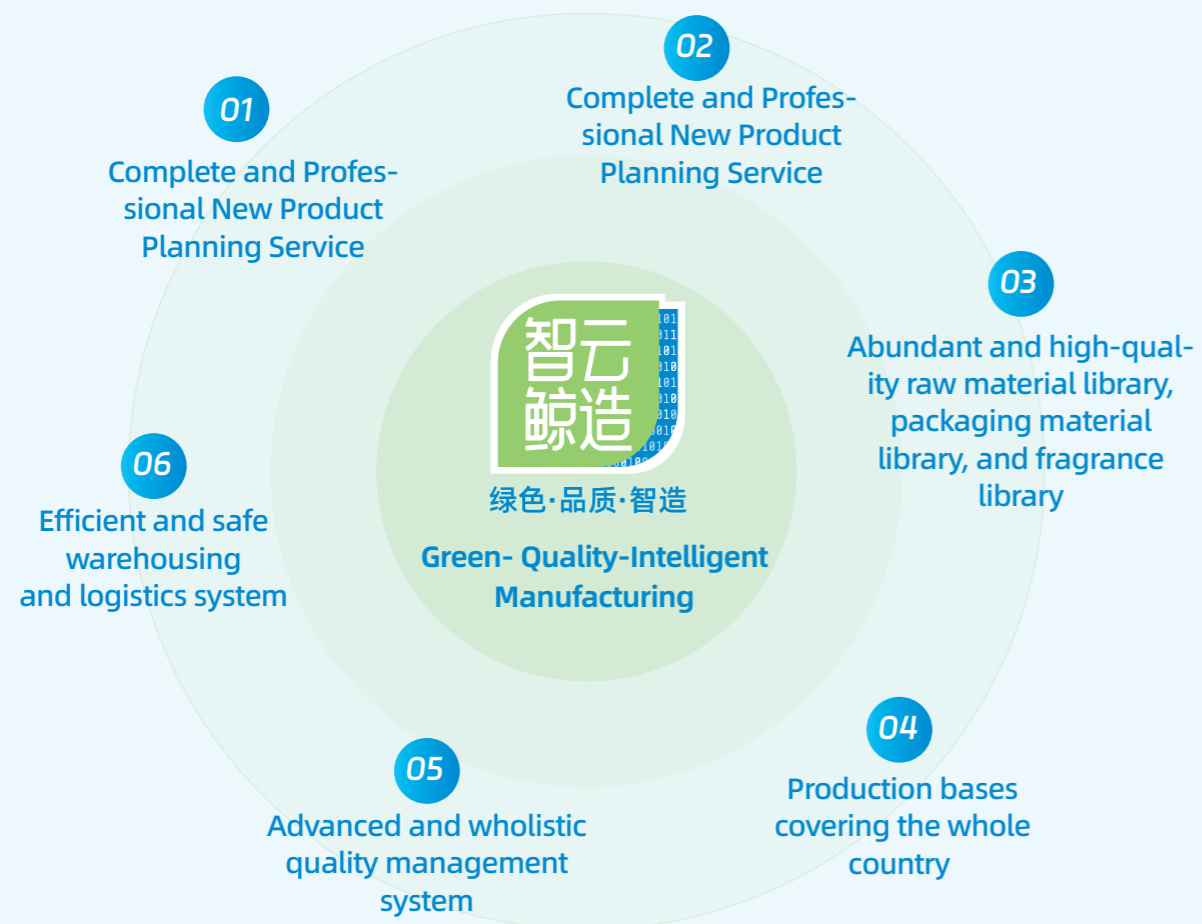 01
Complete and Profes-
sional New Product
Planning Service
02
Complete and Profes-
sional New Product
Planning Service
03
Abundant and high-qual-
ity raw material library,
packaging material
library, and fragrance
library
智云
鲸造
绿色·品质·智造
Green- Quality-Intelligent
Manufacturing
06
Efficient and safe
warehousing
and logistics system
05
Advanced and wholistic
quality management
system
04
Production bases
covering the whole
country